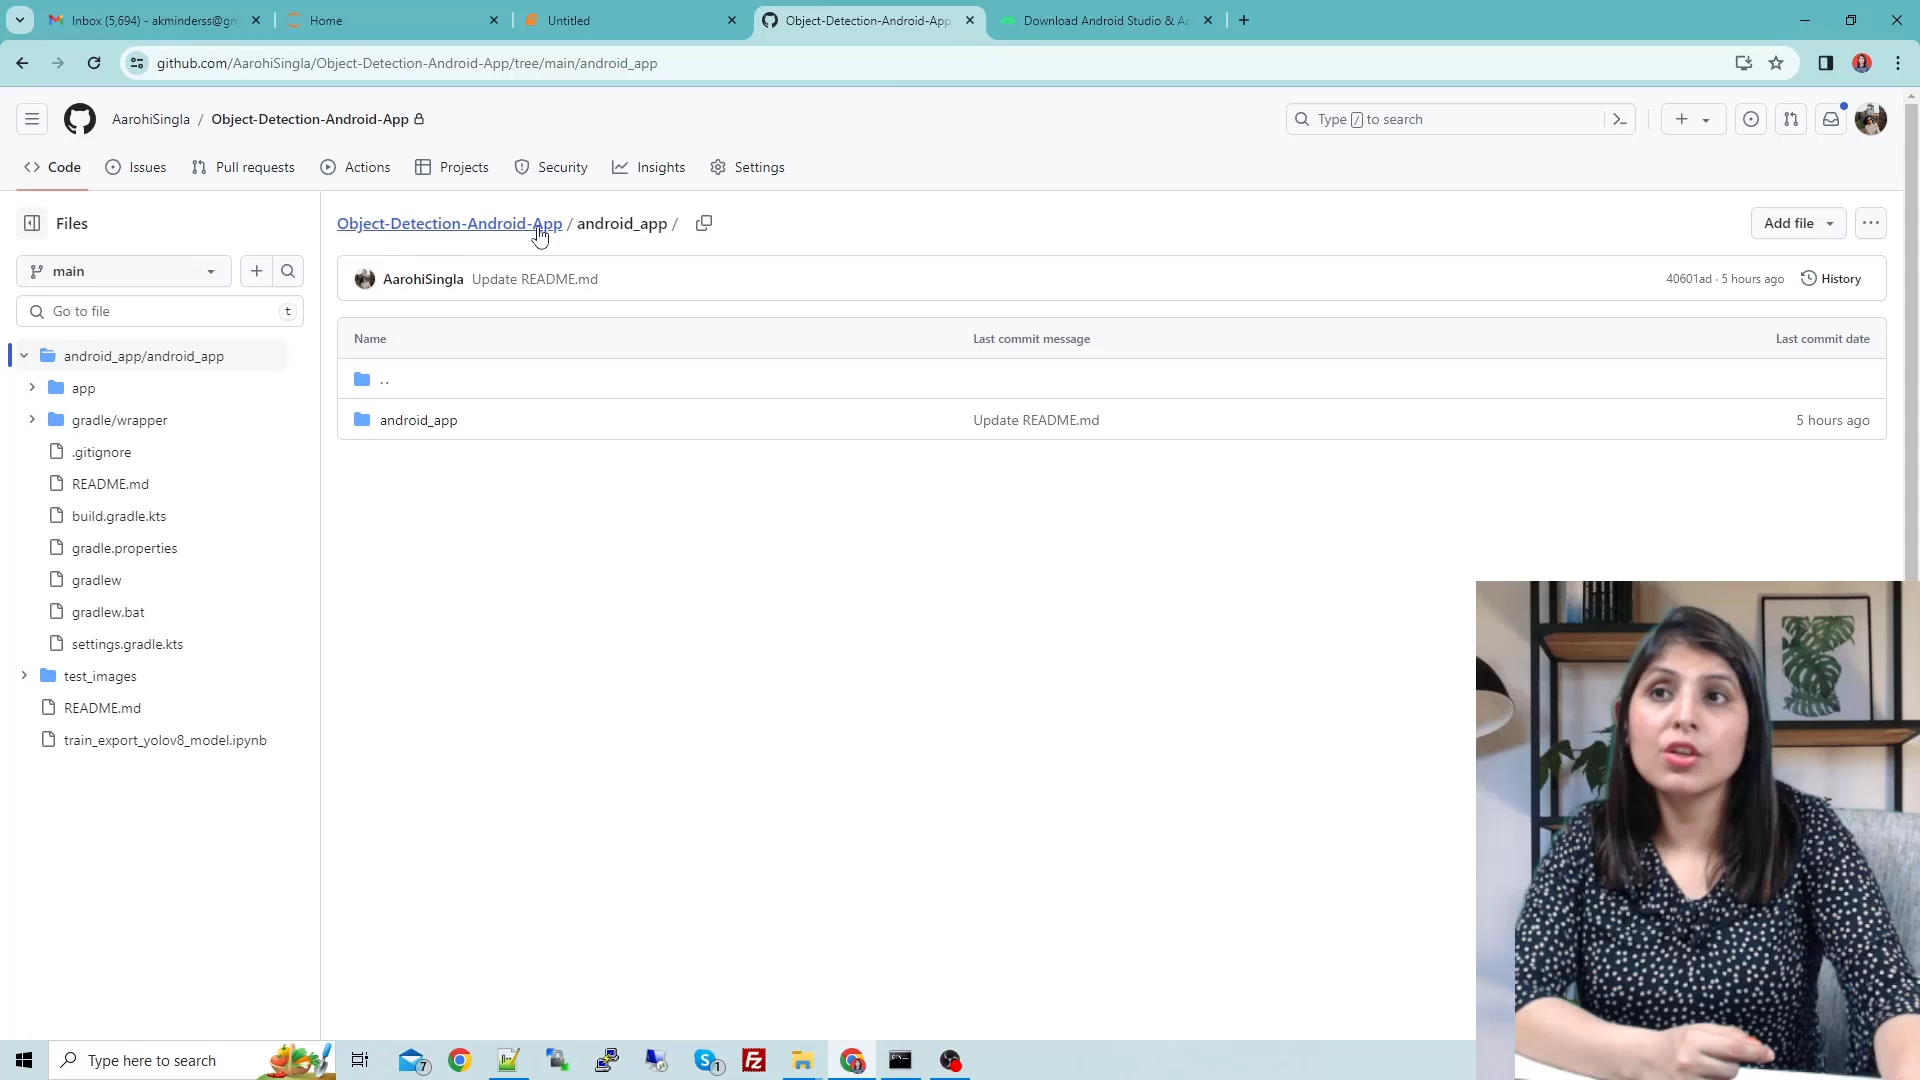 Inbox (5,694) - akminderss@gm
Home
Untitled
Object-Detection-Android-App
Download Android Studio & Ap
github.com/AarohiSingla/Object-Detection-Android-App/tree/main/android_app
AarohiSingla / Object-Detection-Android-App
Type / to search
Code
Issues
Pull requests
Actions
Projects
Security
Insights
Settings
Files
Object-Detection-Android-App / android_app /
Add file
main
AarohiSingla Update README.md
40601ad · 5 hours ago
History
Go to file
t
Name
Last commit message
Last commit date
android_app/android_app
..
app
android_app
Update README.md
5 hours ago
gradle/wrapper
.gitignore
README.md
build.gradle.kts
gradle.properties
gradlew
gradlew.bat
settings.gradle.kts
test_images
README.md
train_export_yolov8_model.ipynb
Type here to search
7
1